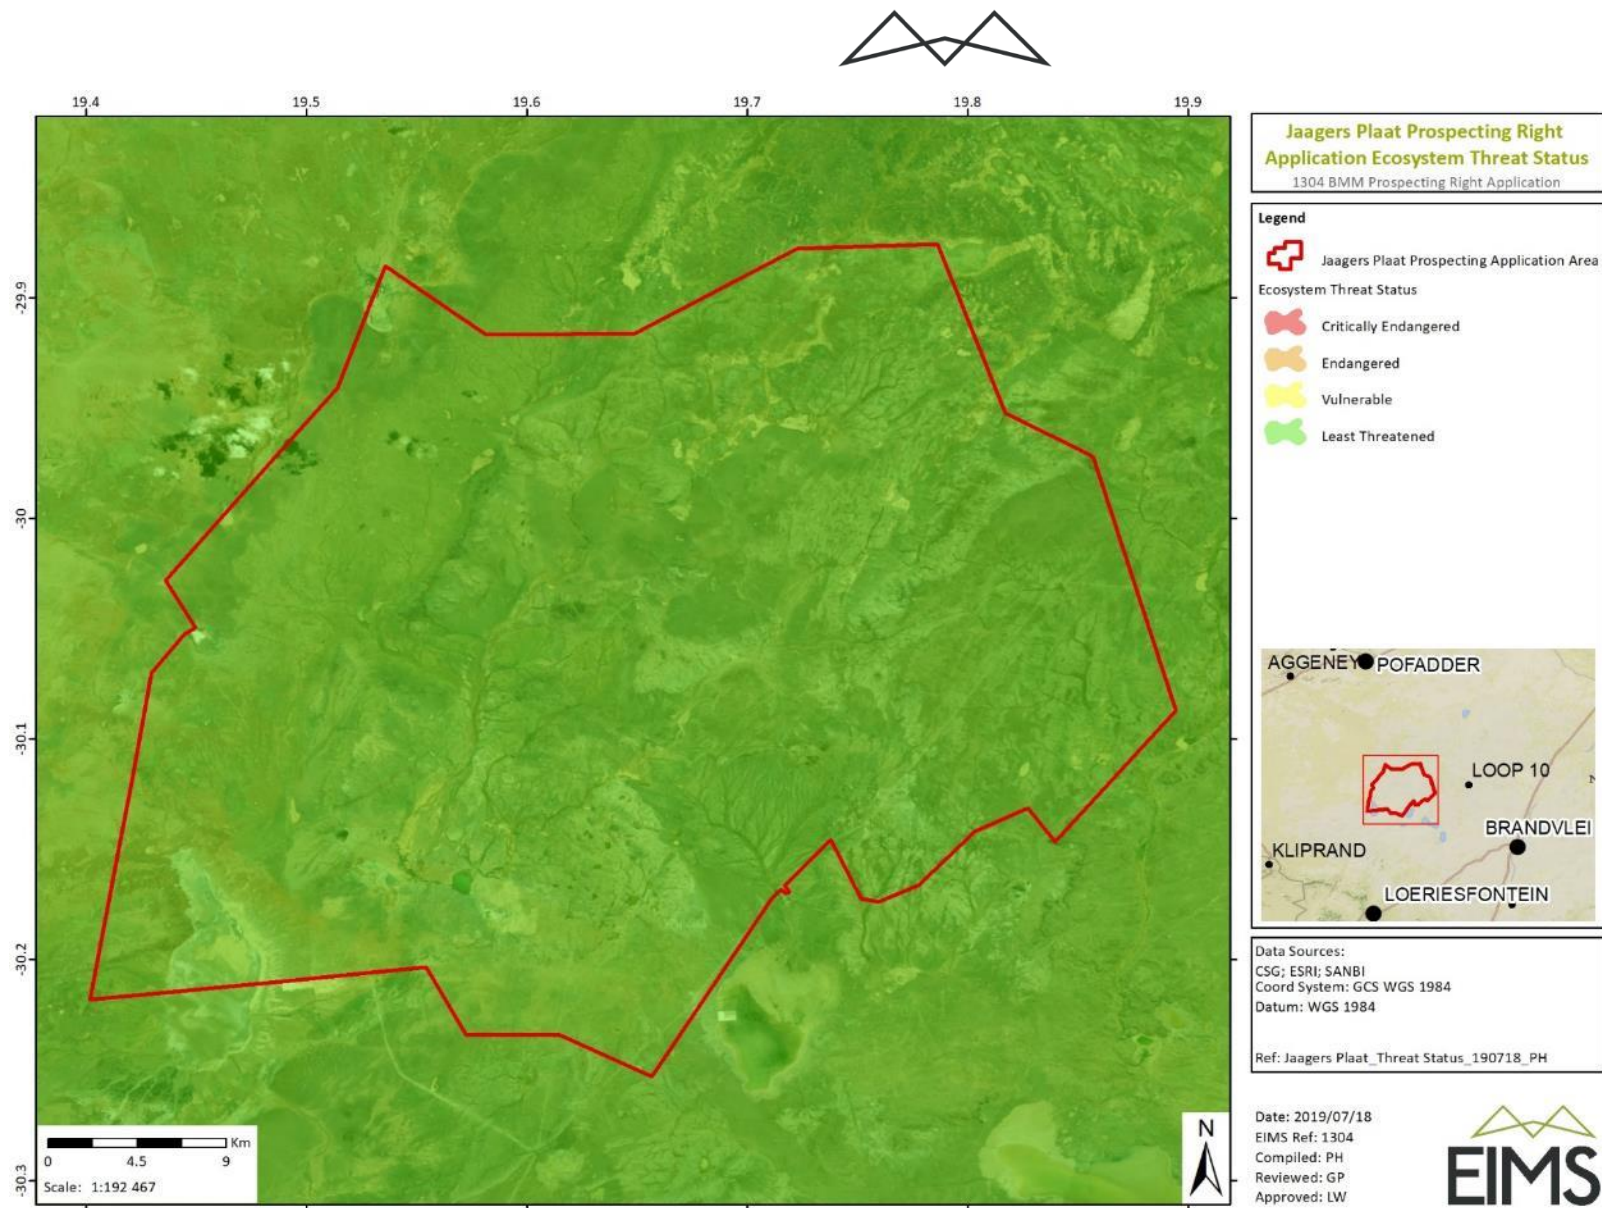 19.4 19.5 19.6 19.7 19.8 19.9
-29.9
-30
-30.1
-30.2
-30.3
Km
0 4.5 9
Scale: 1:192 467
N
Jaagers Plaat Prospecting Right
Application Ecosystem Threat Status
1304 BMM Prospecting Right Application
Legend
Jaagers Plaat Prospecting Application Area
Ecosystem Threat Status
Critically Endangered
Endangered
Vulnerable
Least Threatened
AGGENEY POFADDER
LOOP 10
BRANDVLEI
KLIPRAND
LOERIESFONTEIN
Data Sources:
CSG; ESRI; SANBI
Coord System: GCS WGS 1984
Datum: WGS 1984
Ref: Jaagers Plaat_Threat Status_190718_PH
Date: 2019/07/18
EIMS Ref: 1304
Compiled: PH
Reviewed: GP
Approved: LW
EIMS